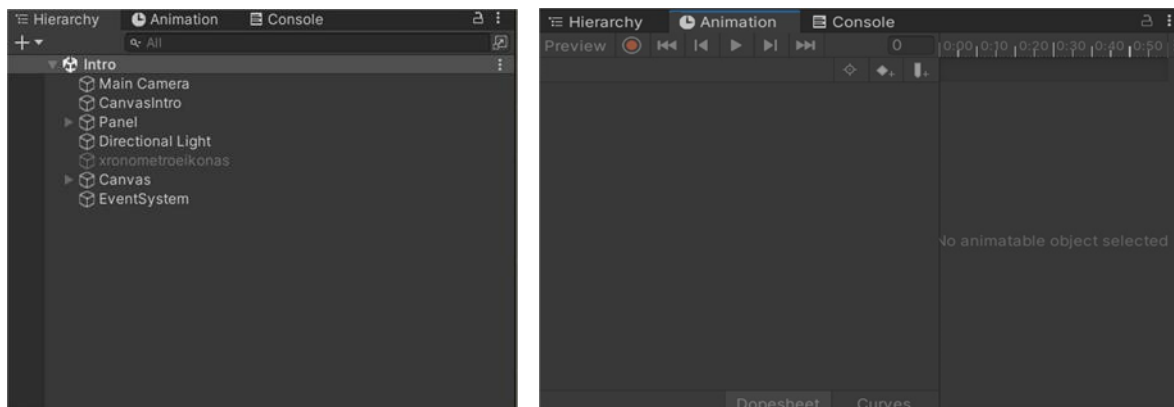 Hierarchy Animation Console
All
Intro
Main Camera
CanvasIntro
Panel
Directional Light
xronometroeikonas
Canvas
EventSystem
Hierarchy Animation Console
Preview 0 0:00 0:10 0:20 0:30 0:40 0:50
No animatable object selected
Dopesheet Curves